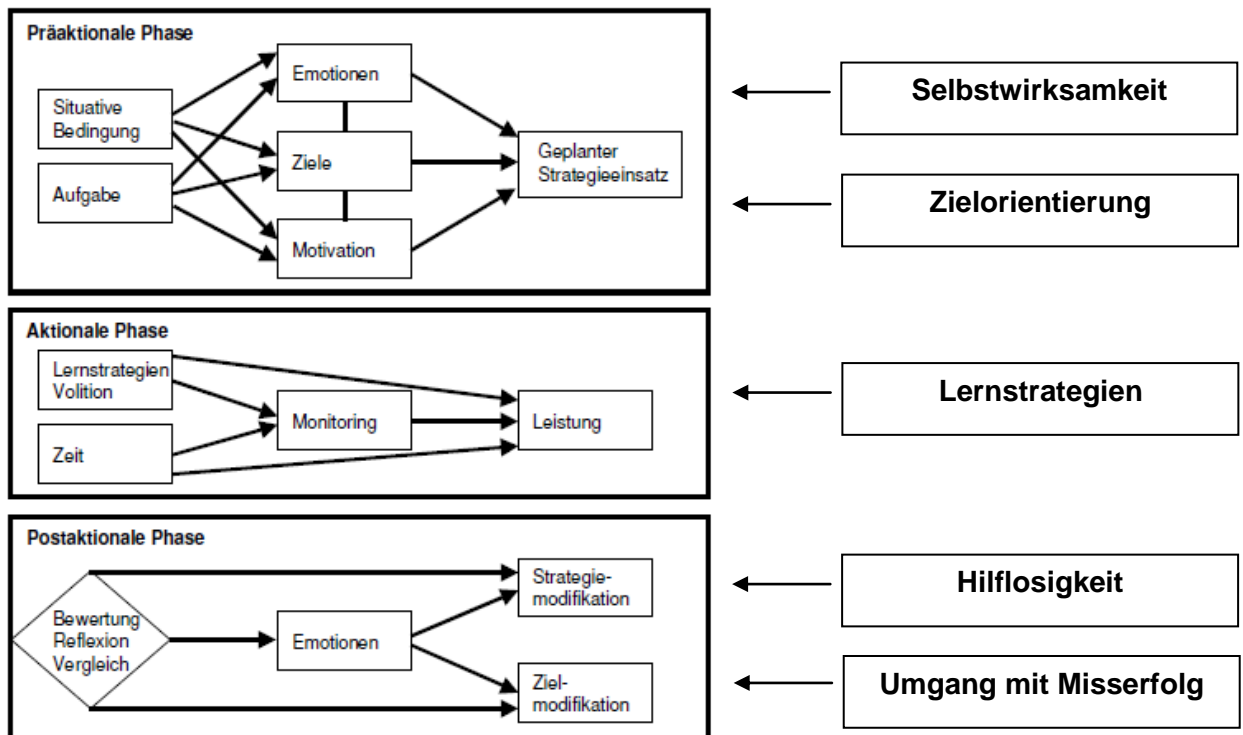 Präaktionale Phase
Situative
Bedingung
Aufgabe
Emotionen
Ziele
Motivation
Geplanter
Strategieeinsatz
Selbstwirksamkeit
Zielorientierung
Aktionale Phase
Lernstrategien
Volition
Zeit
Monitoring
Leistung
Lernstrategien
Postaktionale Phase
Bewertung
Reflexion
Vergleich
Emotionen
Strategie-
modifikation
Ziel-
modifikation
Hilflosigkeit
Umgang mit Misserfolg